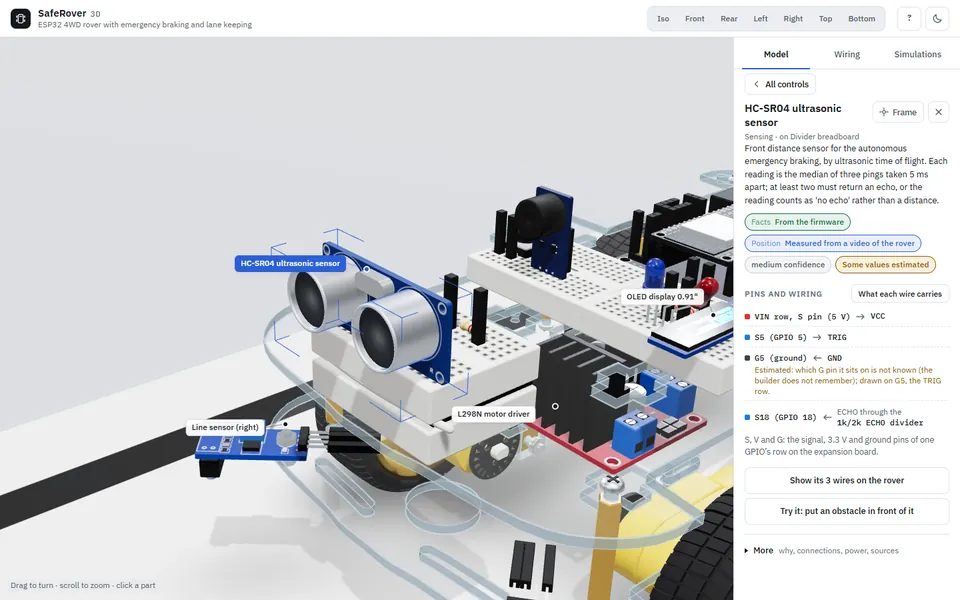 SafeRover 3D
ESP32 4WD rover with emergency braking and lane keeping
Iso Front Rear Left Right Top Bottom
?
Model Wiring Simulations
All controls
HC-SR04 ultrasonic
sensor
Frame
Sensing · on Divider breadboard
Front distance sensor for the autonomous
emergency braking, by ultrasonic time of flight. Each
reading is the median of three pings taken 5 ms
apart; at least two must return an echo, or the
reading counts as 'no echo' rather than a distance.
Facts From the firmware
Position Measured from a video of the rover
medium confidence Some values estimated
PINS AND WIRING What each wire carries
VIN row, S pin (5 V) → VCC
S5 (GPIO 5) → TRIG
G5 (ground) ← GND
Estimated: which G pin it sits on is not known (the
builder does not remember); drawn on G5, the TRIG
row.
S18 (GPIO 18) ← ECHO through the
1k/2k ECHO divider
S, V and G: the signal, 3.3 V and ground pins of one
GPIO's row on the expansion board.
Show its 3 wires on the rover
Try it: put an obstacle in front of it
More why, connections, power, sources
HC-SR04 ultrasonic sensor
OLED display 0.91"
L298N motor driver
Line sensor (right)
Drag to turn · scroll to zoom · click a part